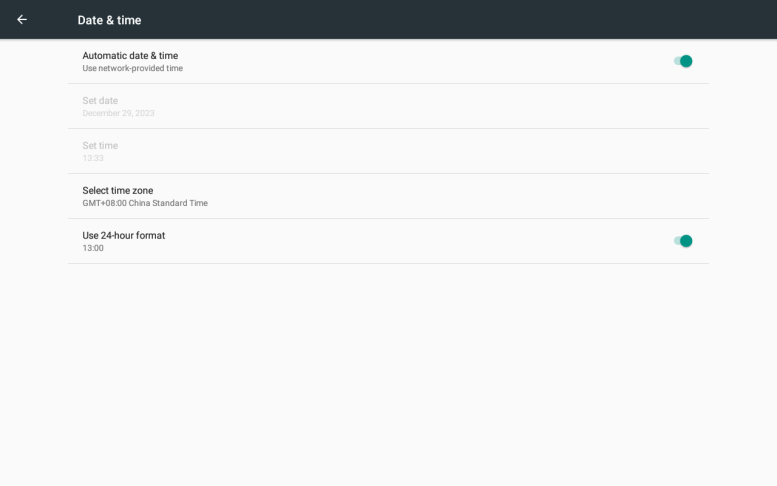 Date & time
Automatic date & time
Use network-provided time
Set date
December 29, 2023
Set time
13:33
Select time zone
GMT+08:00 China Standard Time
Use 24-hour format
13:00